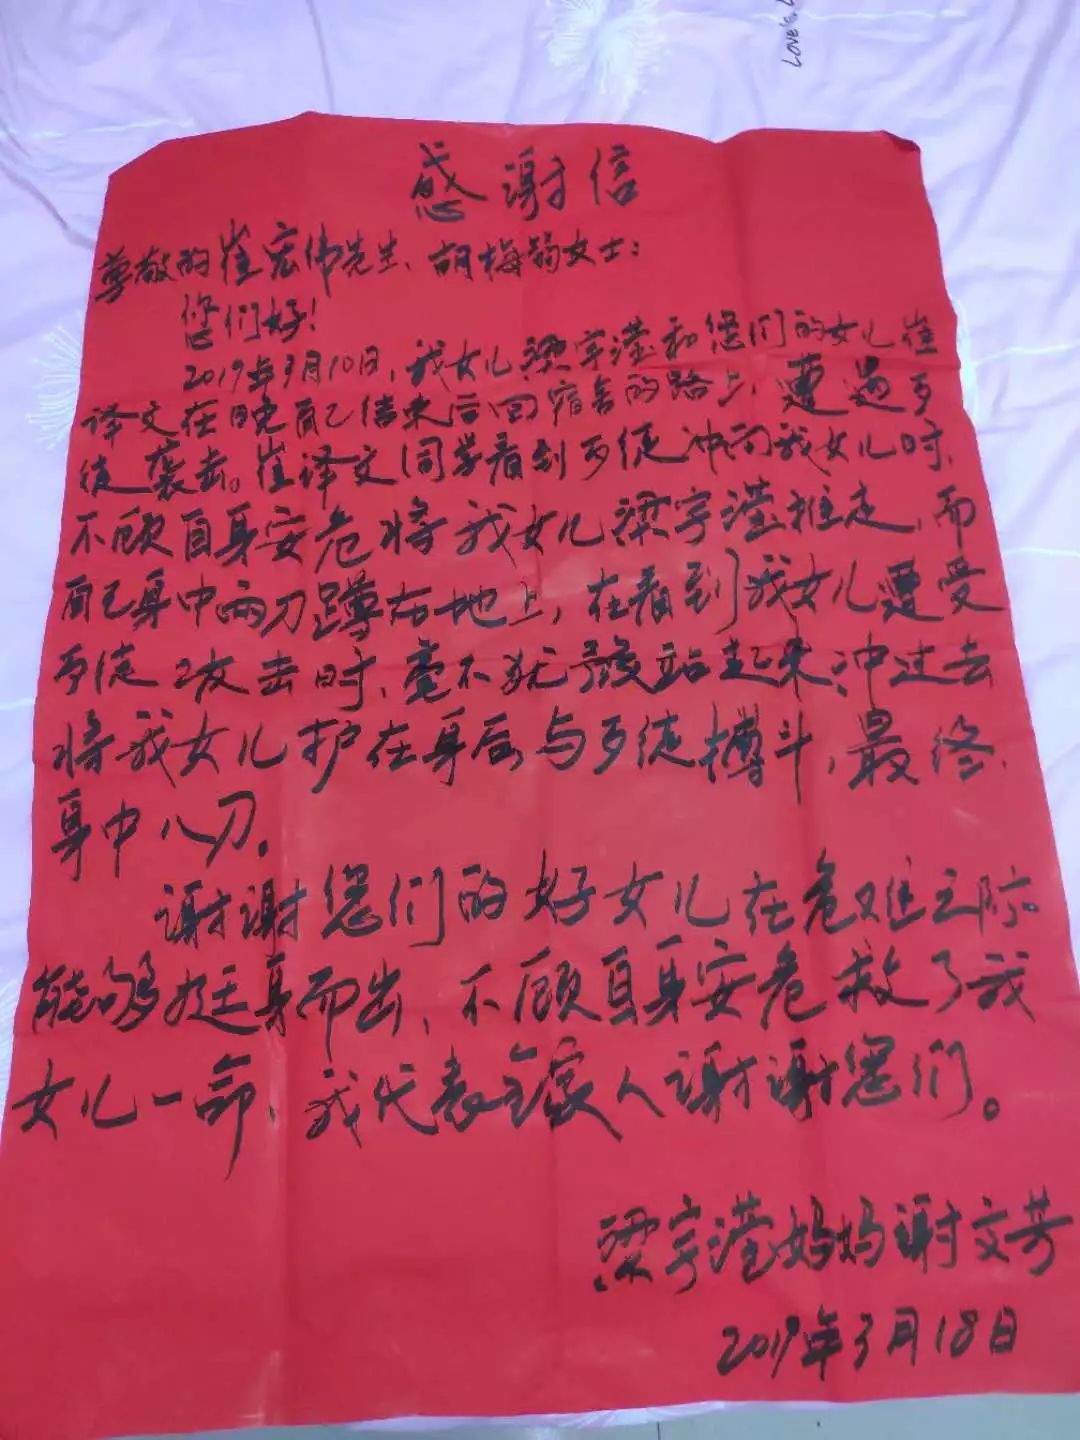 Love's
感谢信
尊敬的崔宏伟先生、胡梅筠女士:
您们好!
2019年3月10日,我女儿梁宇滢和您们的女儿崔
译文在晚自己结束后回宿舍的路上,遭遇歹
徒袭击。崔译文同学看到歹徒冲向我女儿时,
不顾自身安危将我女儿梁宇滢推走,而
自己身中两刀蹲在地上,在看到我女儿遭受
歹徒攻击时,毫不犹豫站起来冲过去
将我女儿护在身后与歹徒搏斗,最终
身中八刀。
谢谢您们的好女儿在危难之际
能够挺身而出,不顾自身安危救了我
女儿一命,我代表全家人谢谢您们。
梁宇滢妈妈谢文芳
2019年3月18日